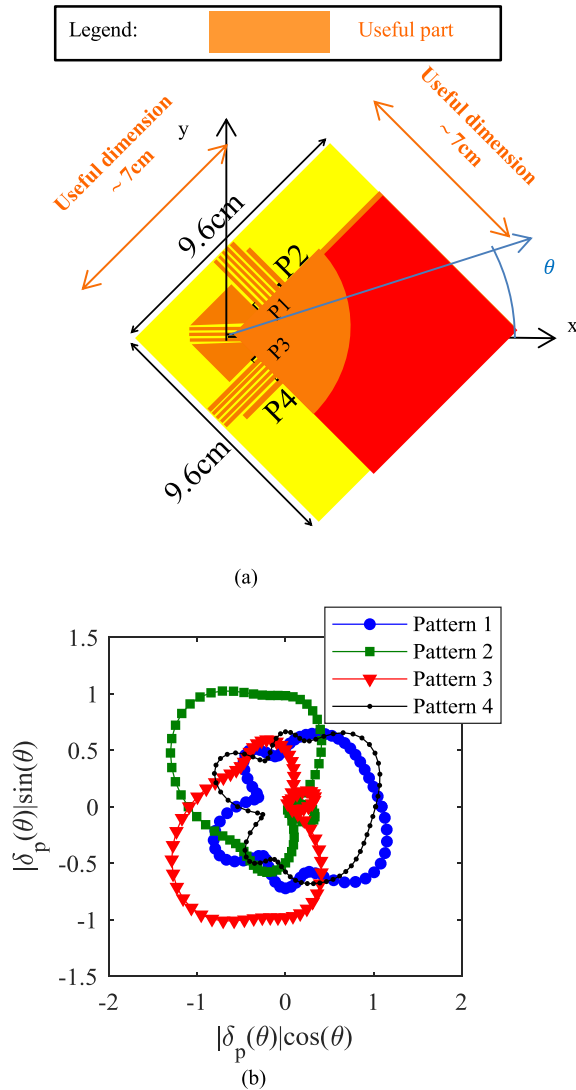 Legend:
Useful part
Useful dimension
~ 7cm
Useful dimension
~ 7cm
y
9.6cm
P2
P1
θ
x
P3
P4
9.6cm
(a)
Pattern 1
Pattern 2
Pattern 3
Pattern 4
1.5
1
0.5
0
-0.5
-1
-1.5
|δp(θ)|sin(θ)
-2
-1
0
1
2
|δp(θ)|cos(θ)
(b)